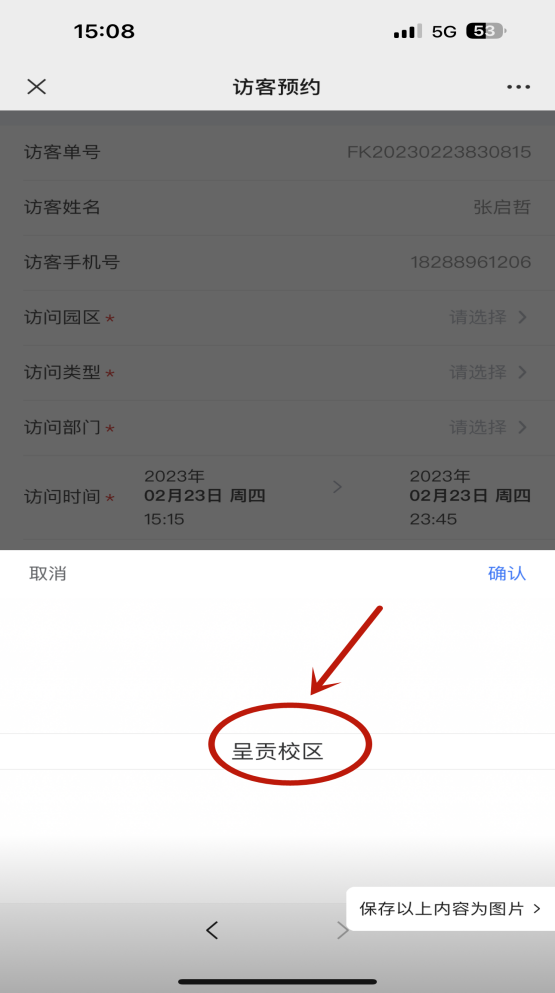 15:08 5G 53
访客预约
访客单号 FK20230223830815
访客姓名 张启哲
访客手机号 18288961206
访问园区 * 请选择
访问类型 * 请选择
访问部门 * 请选择
2023年 2023年
访问时间 * 02月23日 周四 02月23日 周四
15:15 23:45
取消 确认
呈贡校区
保存以上内容为图片